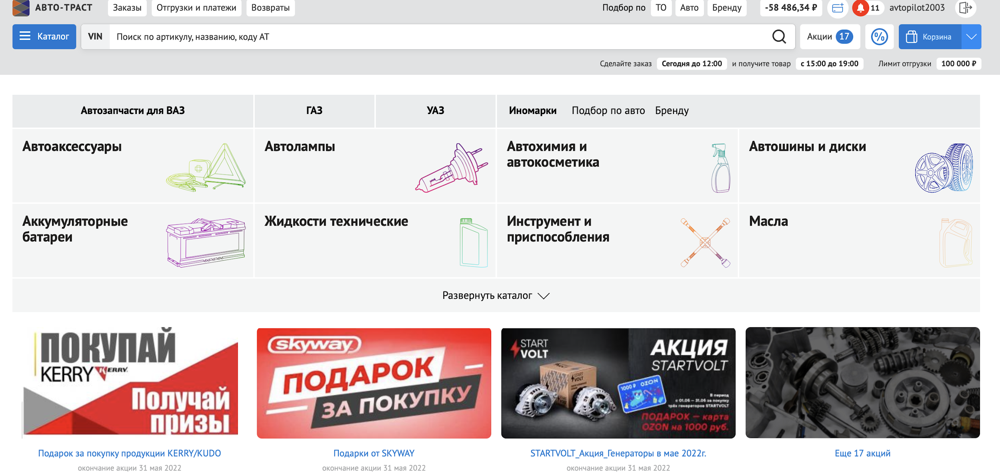 АВТО-ТРАСТ Заказы Отгрузки и платежи Возвраты Подбор по ТО Авто Бренду -58 486,34 ₽ 11 avtopilot2003
Каталог VIN Поиск по артикулу, названию, коду АТ Акции 17 % Корзина
Сделайте заказ Сегодня до 12:00 и получите товар с 15:00 до 19:00 Лимит отгрузки 100 000 ₽
Автозапчасти для ВАЗ ГАЗ УАЗ Иномарки Подбор по авто Бренду
Автоаксессуары
Автолампы
Автохимия и
автокосметика
Автошины и диски
Аккумуляторные
батареи
Жидкости технические
Инструмент и
приспособления
Масла
Развернуть каталог
ПОКУПАЙ
KERRY KERRY
Получай
призы
skyway
ПОДАРОК
ЗА ПОКУПКУ
START
VOLT
АКЦИЯ
STARTVOLT
START
VOLT
1000 ₽ OZON
В период
с 01.05 – 31.05 за покупку
трёх генераторов STARTVOLT
ПОДАРОК – карта
OZON на 1000 руб.
Подарок за покупку продукции KERRY/KUDO
окончание акции 31 мая 2022
Подарки от SKYWAY
окончание акции 31 мая 2022
STARTVOLT_Акция_Генераторы в мае 2022г.
окончание акции 31 мая 2022
Еще 17 акций